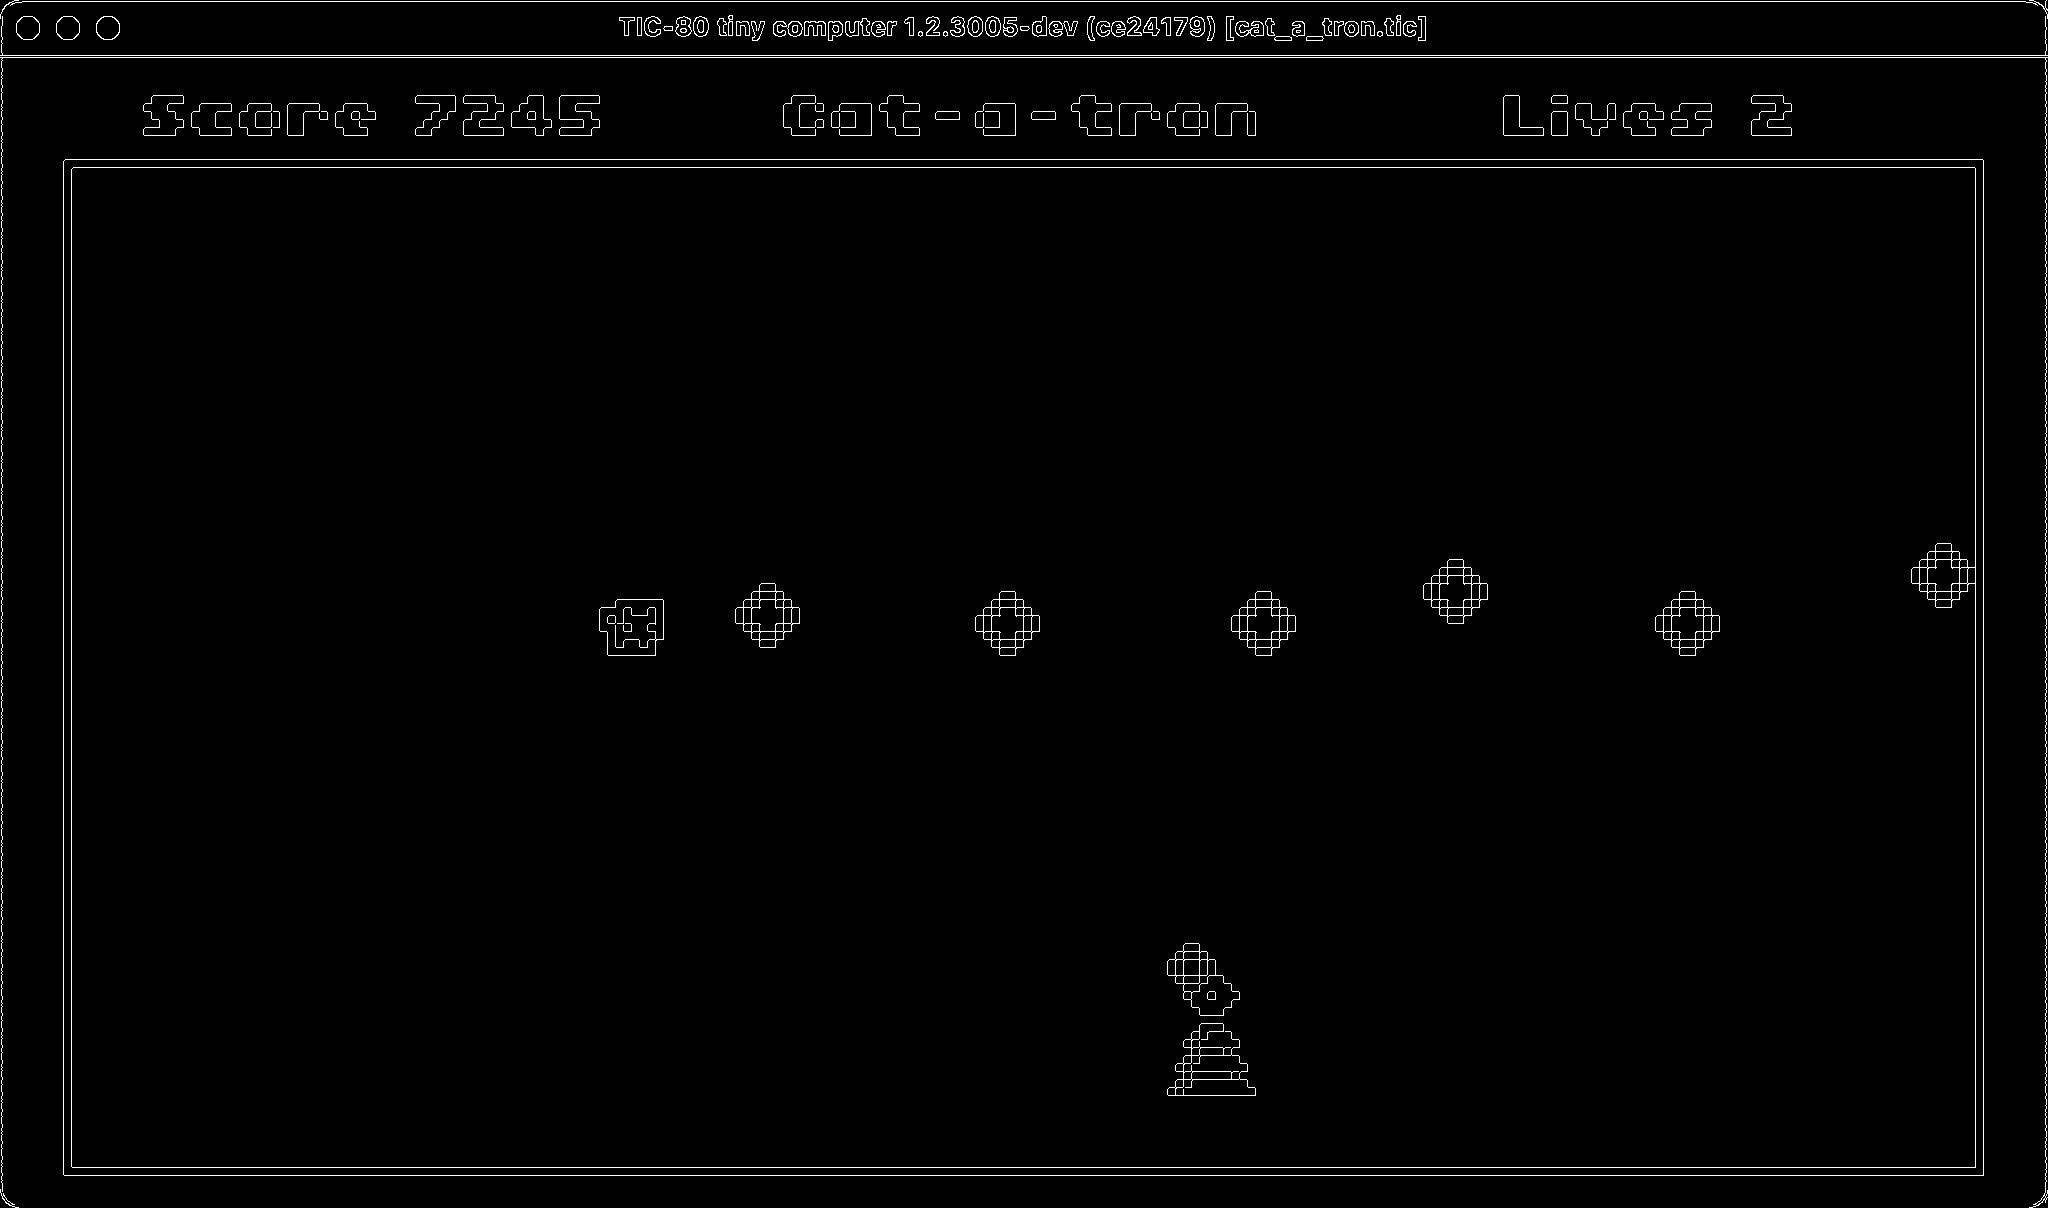 TIC-80 tiny computer 1.2.3005-dev (ce24179) [cat_a_tron.tic]
Score 7245 Cat-a-tron Lives 2